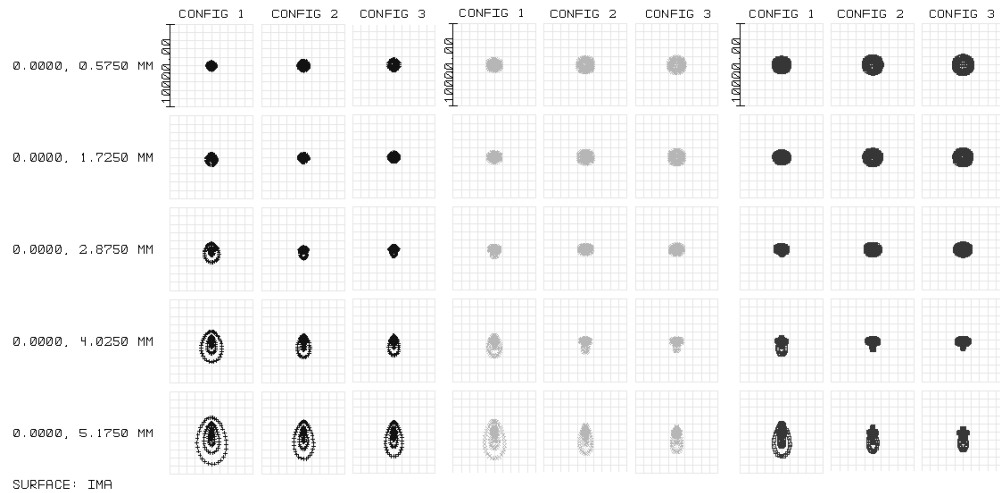 CONFIG 1 CONFIG 2 CONFIG 3 CONFIG 1 CONFIG 2 CONFIG 3 CONFIG 1 CONFIG 2 CONFIG 3
10000.00 10000.00 10000.00
0.0000, 0.5750 MM
0.0000, 1.7250 MM
0.0000, 2.8750 MM
0.0000, 4.0250 MM
0.0000, 5.1750 MM
SURFACE: IMA